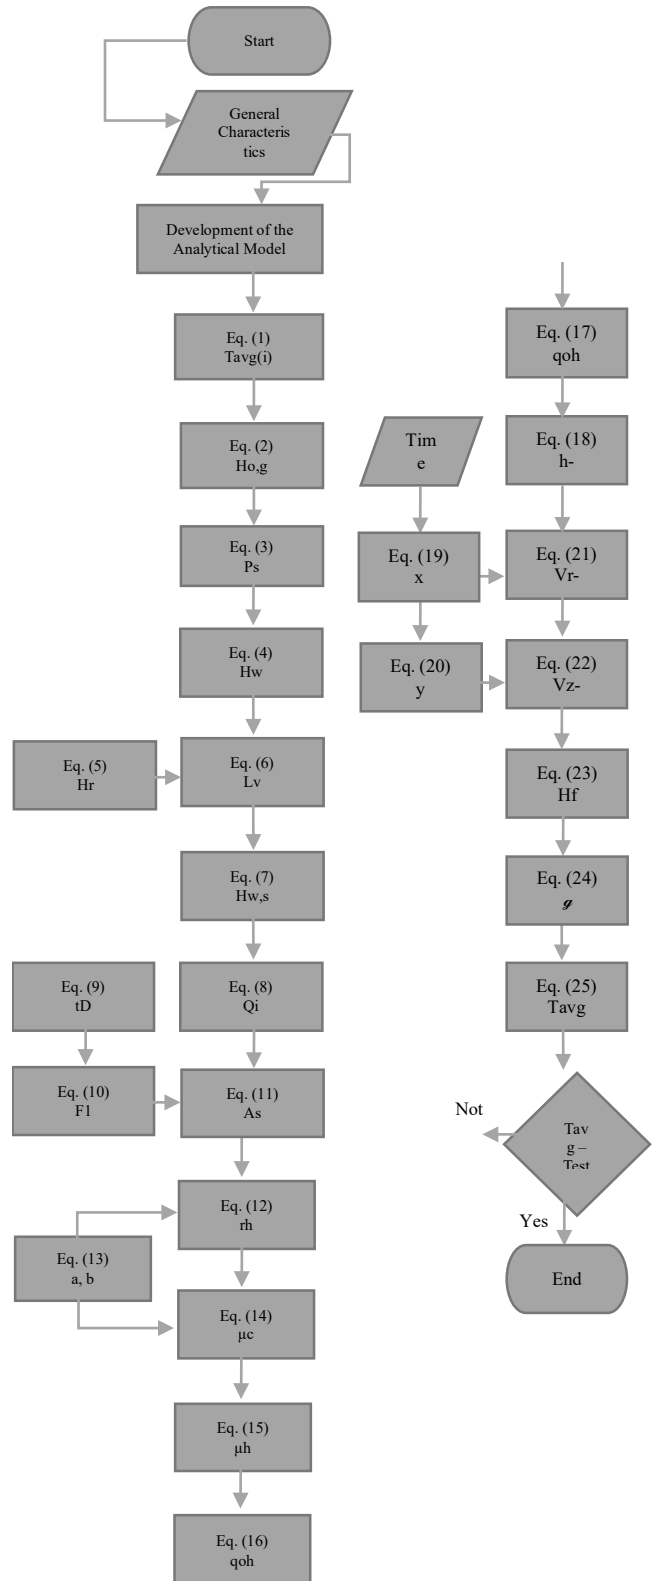 Start
General
Characteris
tics
Development of the
Analytical Model
Eq. (1)
Tavg(i)
Eq. (2)
Ho,g
Eq. (3)
Ps
Eq. (4)
Hw
Eq. (5)
Hr
Eq. (6)
Lv
Eq. (7)
Hw,s
Eq. (9)
tD
Eq. (8)
Qi
Eq. (10)
F1
Eq. (11)
As
Eq. (12)
rh
Eq. (13)
a, b
Eq. (14)
μc
Eq. (15)
μh
Eq. (16)
qoh
Eq. (17)
qoh
Tim
e
Eq. (18)
h-
Eq. (19)
x
Eq. (21)
Vr-
Eq. (20)
y
Eq. (22)
Vz-
Eq. (23)
Hf
Eq. (24)
ℊ
Eq. (25)
Tavg
Not
Tav
g –
Test
Yes
End